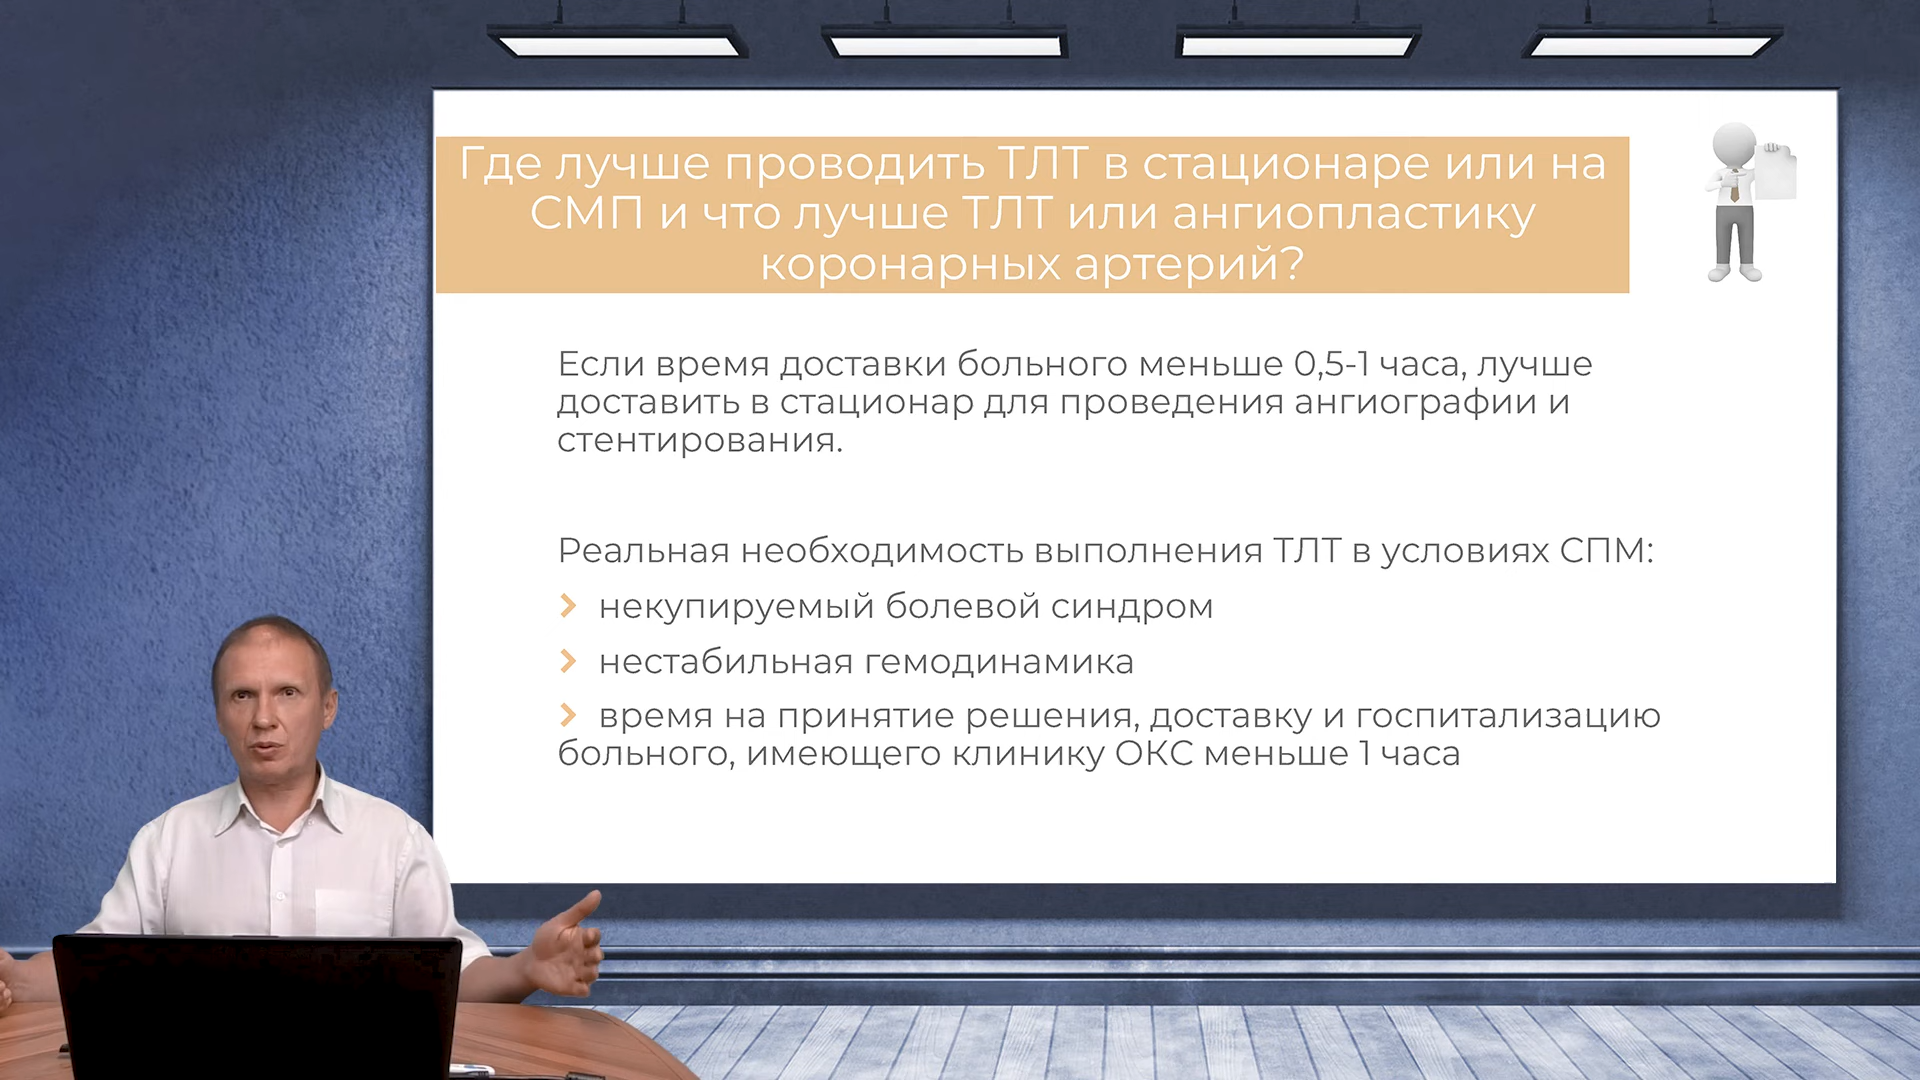 Где лучше проводить ТЛТ в стационаре или на
СМП и что лучше ТЛТ или ангиопластику
коронарных артерий?
Если время доставки больного меньше 0,5-1 часа, лучше
доставить в стационар для проведения ангиографии и
стентирования.
Реальная необходимость выполнения ТЛТ в условиях СПМ:
некупируемый болевой синдром
нестабильная гемодинамика
время на принятие решения, доставку и госпитализацию
больного, имеющего клинику ОКС меньше 1 часа